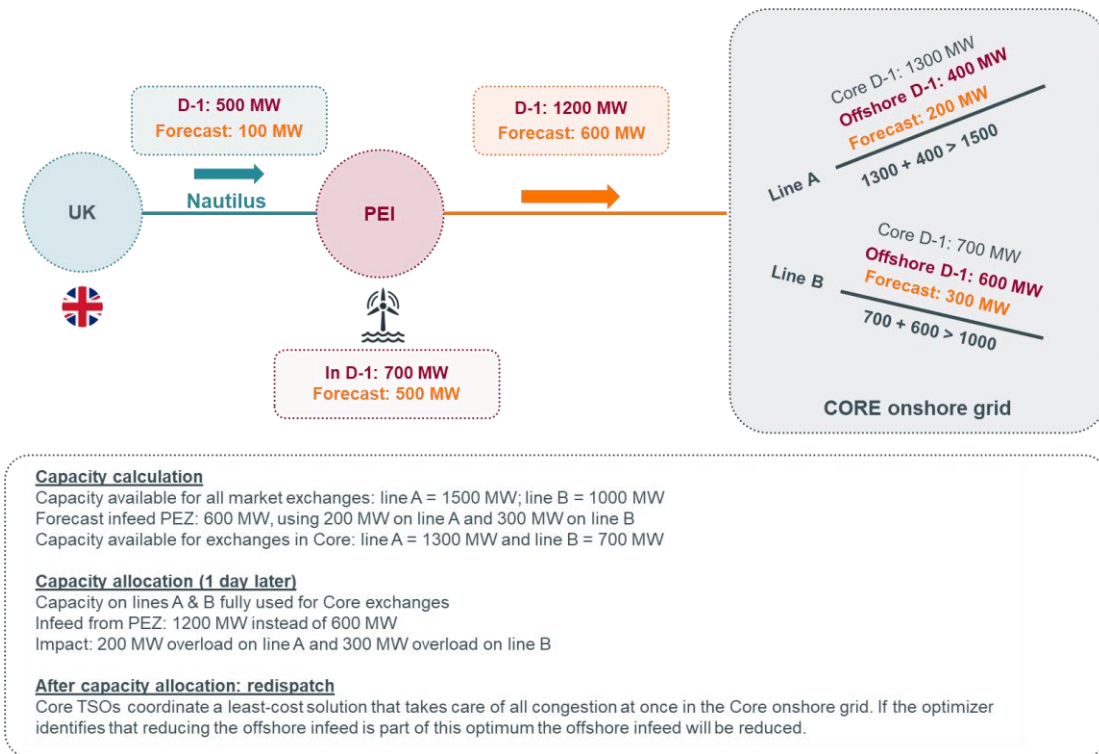 D-1: 500 MW
Forecast: 100 MW
D-1: 1200 MW
Forecast: 600 MW
UK
Nautilus
PEI
In D-1: 700 MW
Forecast: 500 MW
Core D-1: 1300 MW
Offshore D-1: 400 MW
Forecast: 200 MW
Line A
1300 + 400 > 1500
Core D-1: 700 MW
Offshore D-1: 600 MW
Forecast: 300 MW
Line B
700 + 600 > 1000
CORE onshore grid
Capacity calculation
Capacity available for all market exchanges: line A = 1500 MW; line B = 1000 MW
Forecast infeed PEZ: 600 MW, using 200 MW on line A and 300 MW on line B
Capacity available for exchanges in Core: line A = 1300 MW and line B = 700 MW
Capacity allocation (1 day later)
Capacity on lines A & B fully used for Core exchanges
Infeed from PEZ: 1200 MW instead of 600 MW
Impact: 200 MW overload on line A and 300 MW overload on line B
After capacity allocation: redispatch
Core TSOs coordinate a least-cost solution that takes care of all congestion at once in the Core onshore grid. If the optimizer
identifies that reducing the offshore infeed is part of this optimum the offshore infeed will be reduced.